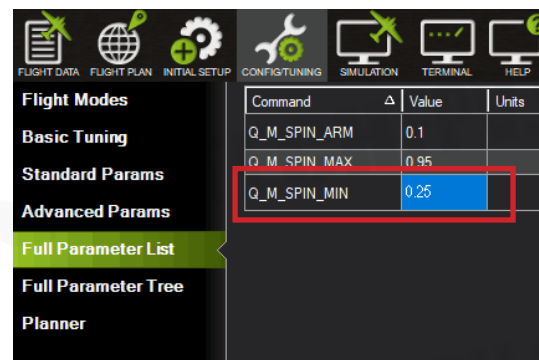 FLIGHT DATA FLIGHT PLAN INITIAL SETUP CONFIG/TUNING SIMULATION TERMINAL HELP
Flight Modes
Basic Tuning
Standard Params
Advanced Params
Full Parameter List
Full Parameter Tree
Planner
Command Value Units
Q_M_SPIN_ARM 0.1
Q_M_SPIN_MAX 0.95
Q_M_SPIN_MIN 0.25